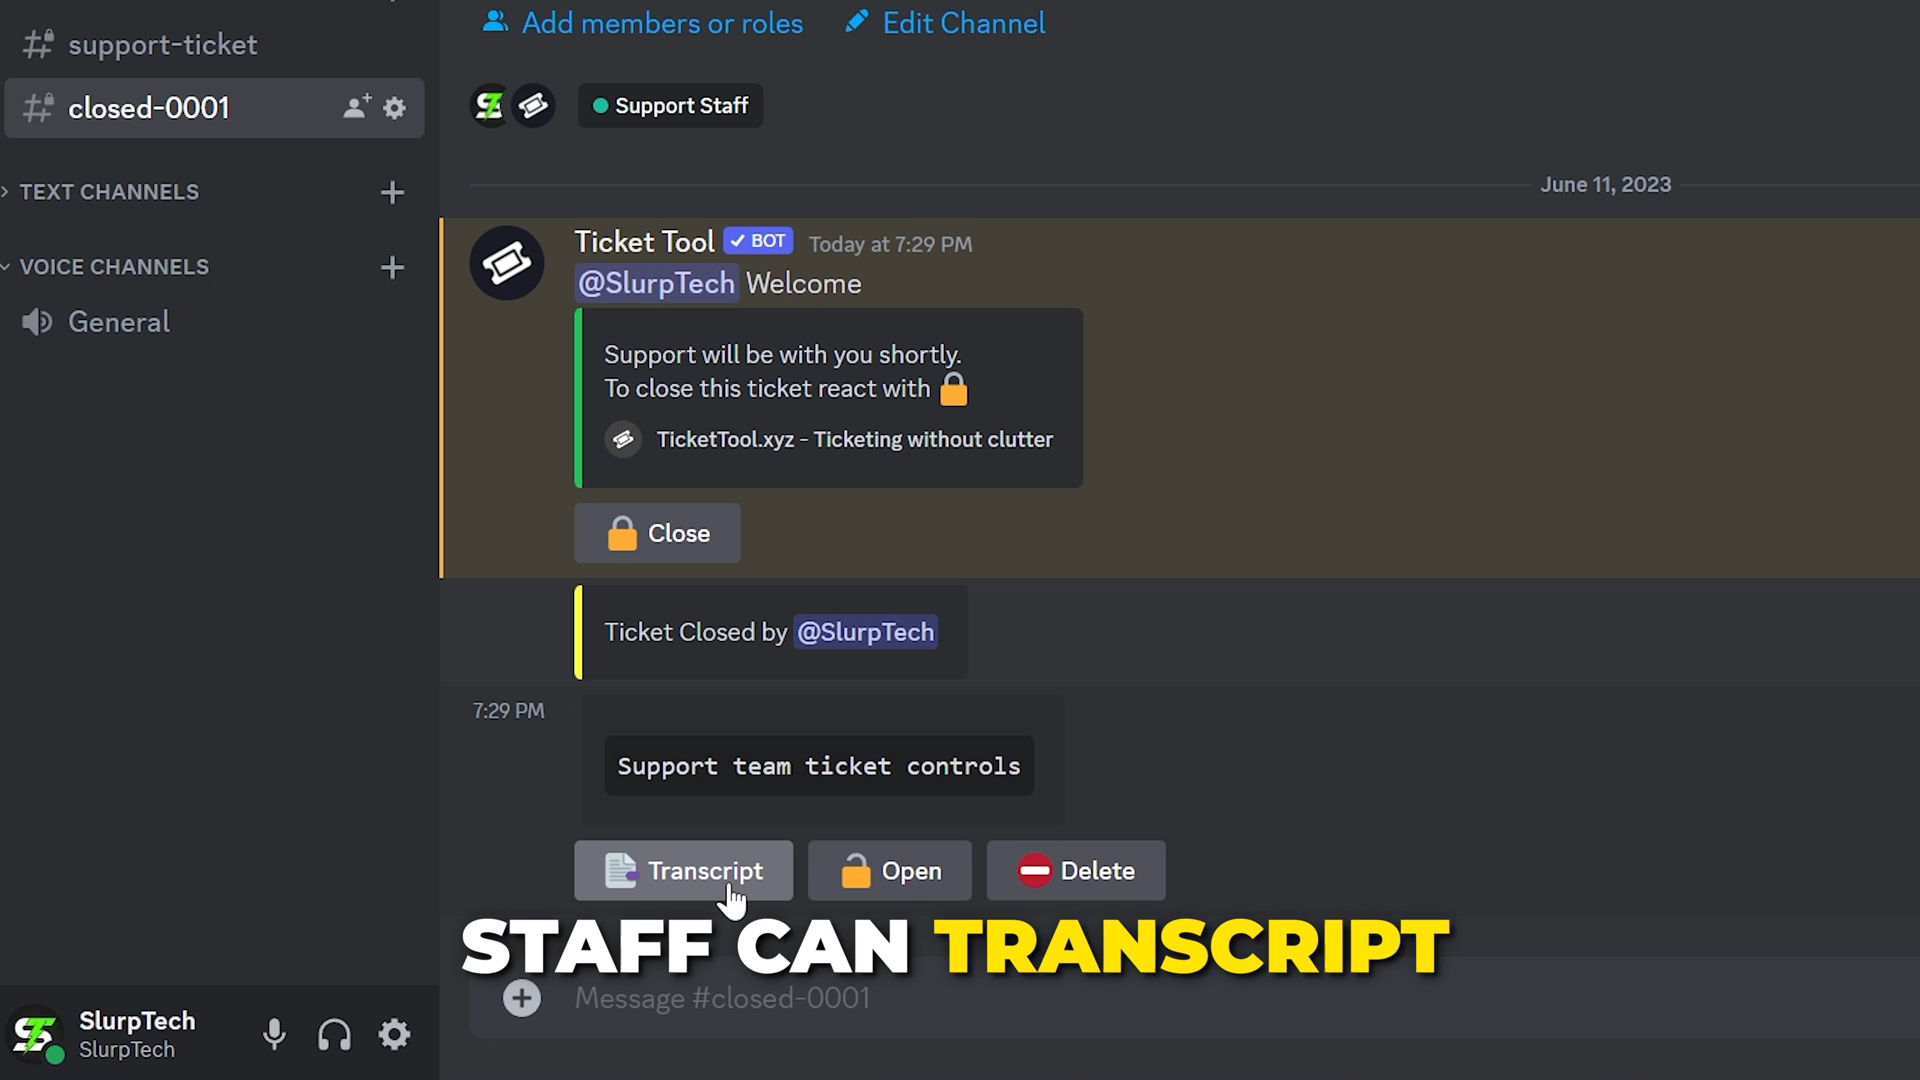 support-ticket
closed-0001
TEXT CHANNELS
VOICE CHANNELS
General
SlurpTech
SlurpTech
Add members or roles
Edit Channel
Support Staff
June 11, 2023
Ticket Tool ✓ BOT Today at 7:29 PM
@SlurpTech Welcome
Support will be with you shortly.
To close this ticket react with 🔒
TicketTool.xyz - Ticketing without clutter
Close
Ticket Closed by @SlurpTech
7:29 PM
Support team ticket controls
Transcript Open Delete
STAFF CAN TRANSCRIPT
Message #closed-0001